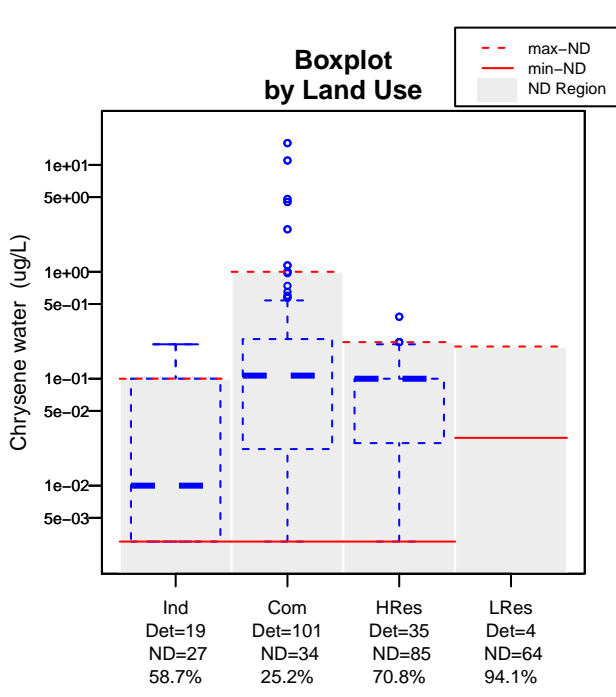 Boxplot
by Land Use
max−ND
min−ND
ND Region
Chrysene water (ug/L)
1e+01
5e+00
1e+00
5e−01
1e−01
5e−02
1e−02
5e−03
Ind Com HRes LRes
Det=19 Det=101 Det=35 Det=4
ND=27 ND=34 ND=85 ND=64
58.7% 25.2% 70.8% 94.1%